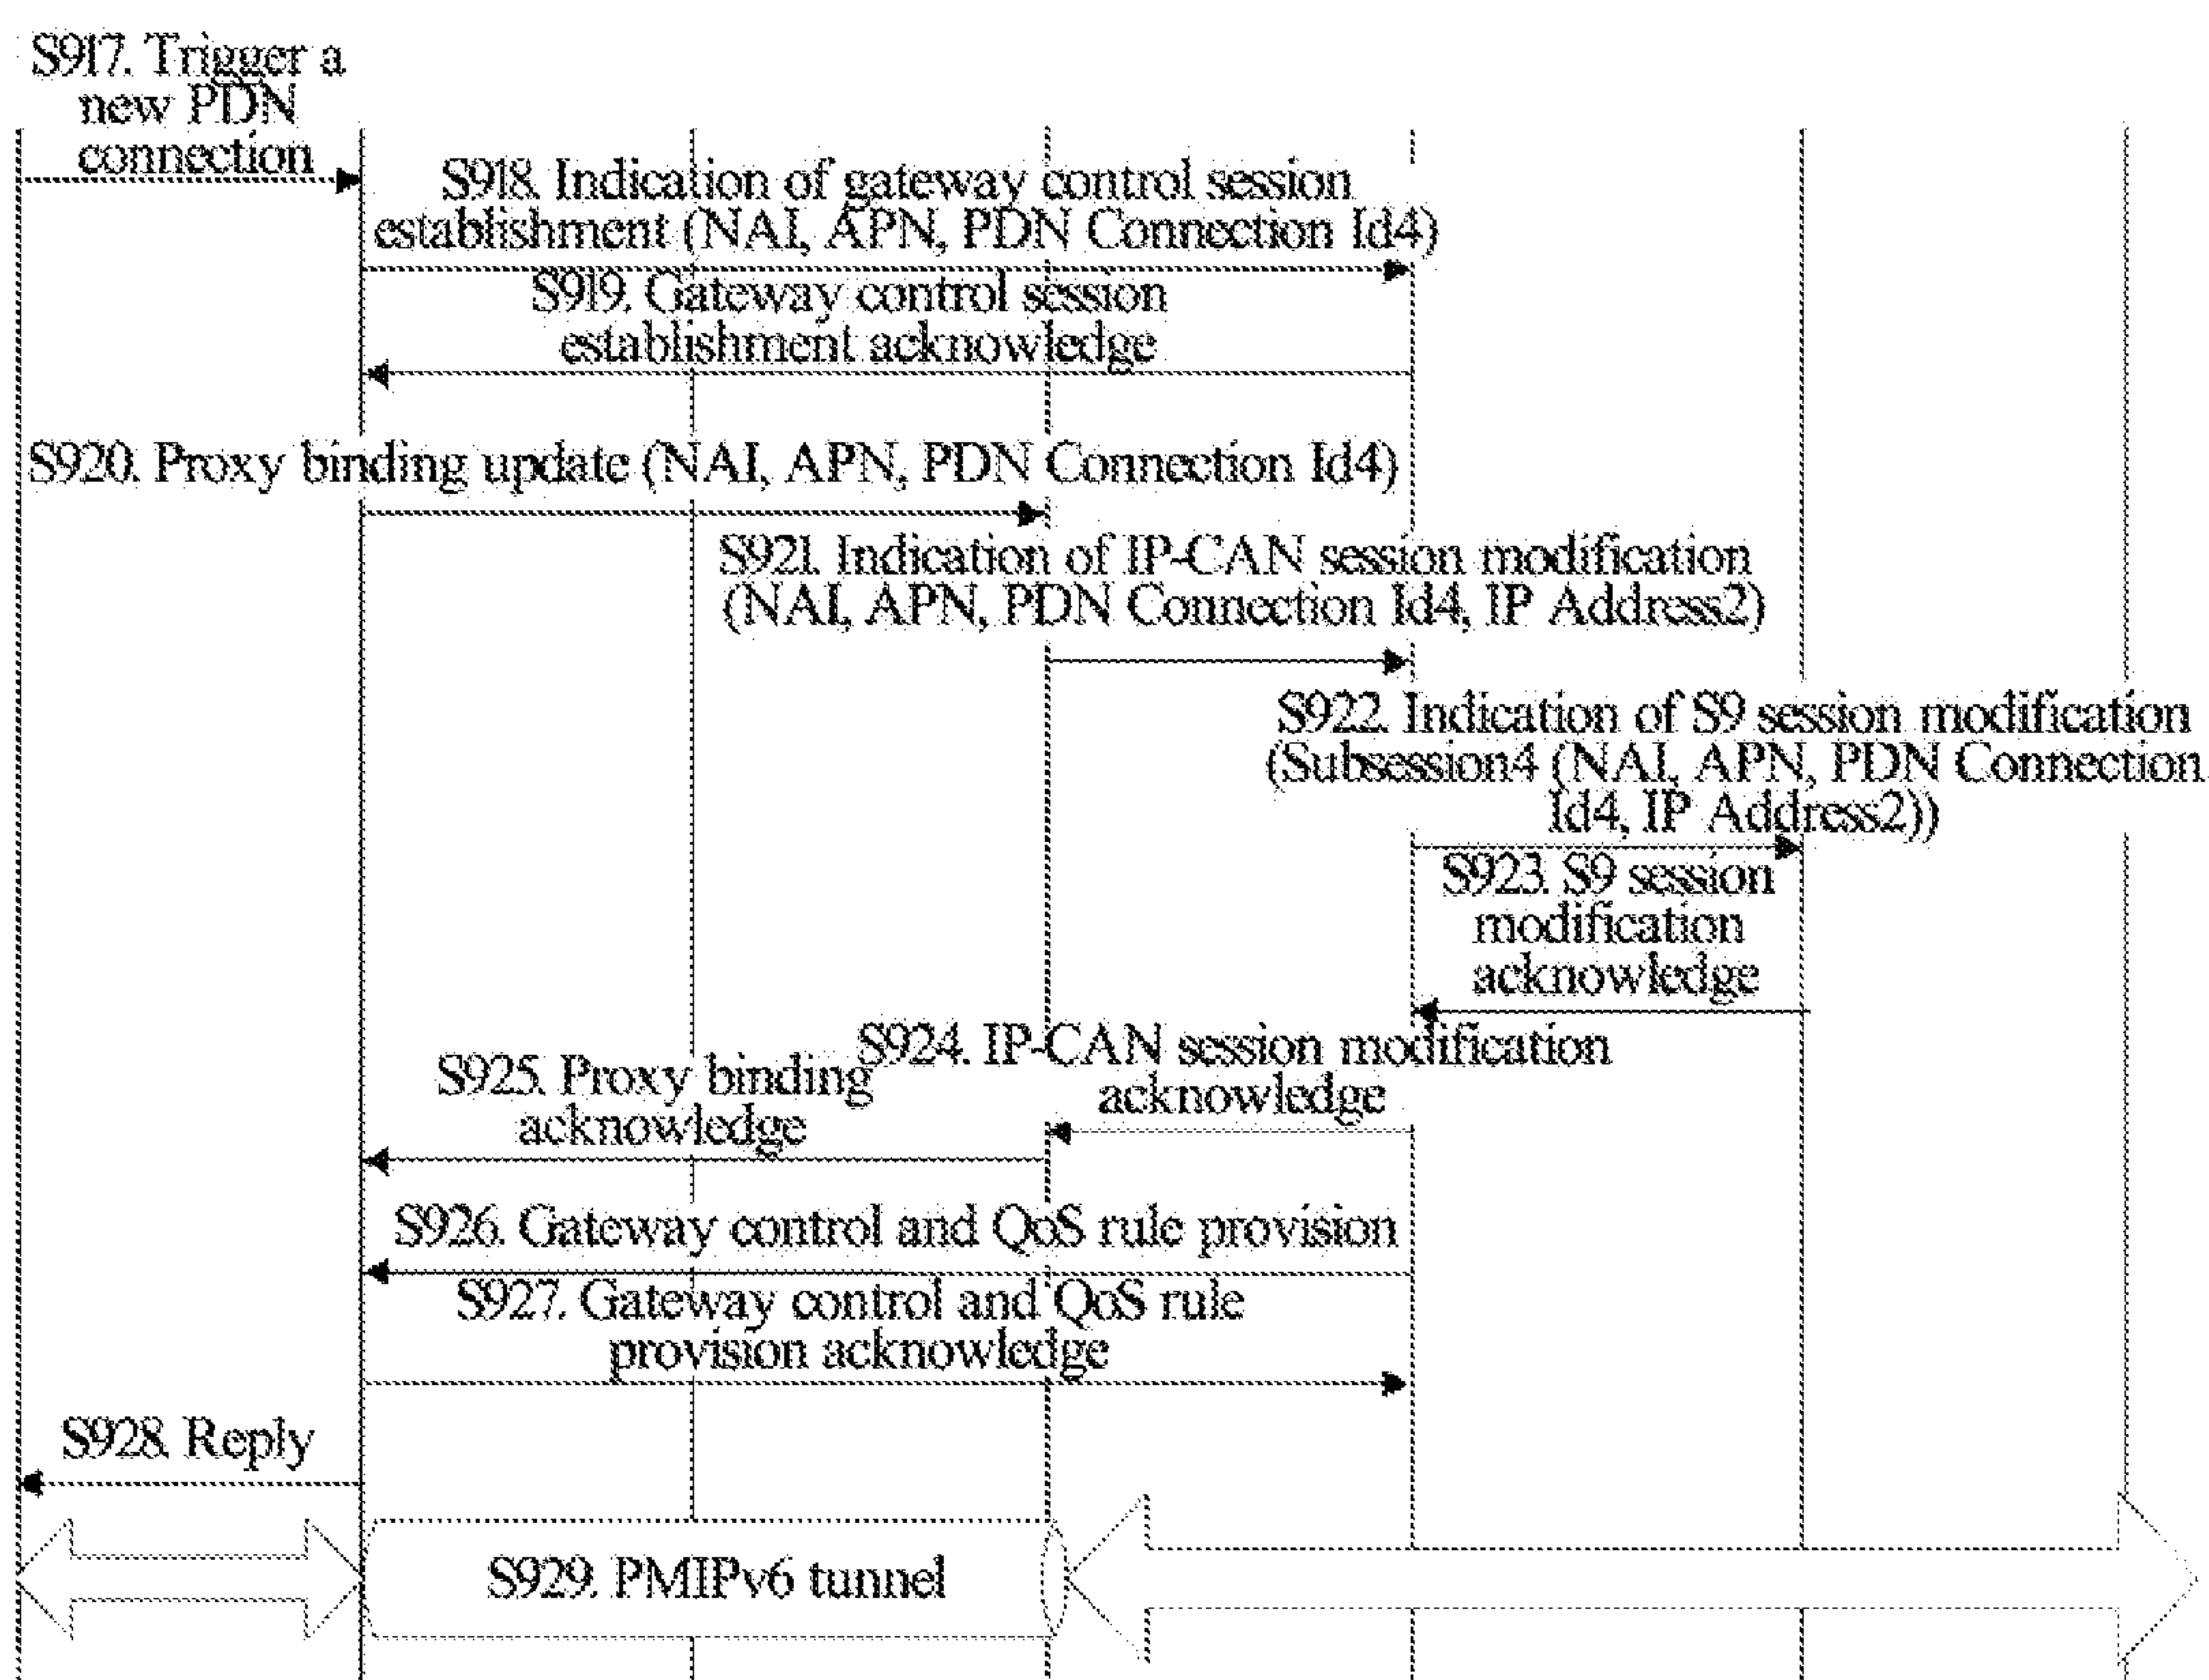 S917. Trigger a
new PDN
connection
S918. Indication of gateway control session
establishment (NAI, APN, PDN Connection Id4)
S919. Gateway control session
establishment acknowledge
S920. Proxy binding update (NAI, APN, PDN Connection Id4)
S921. Indication of IP-CAN session modification
(NAI, APN, PDN Connection Id4, IP Address2)
S922. Indication of S9 session modification
(Subsession4 (NAI, APN, PDN Connection
Id4, IP Address2))
S923. S9 session
modification
acknowledge
S924. IP-CAN session modification
acknowledge
S925. Proxy binding
acknowledge
S926. Gateway control and QoS rule provision
S927. Gateway control and QoS rule
provision acknowledge
S928. Reply
S929. PMIPv6 tunnel